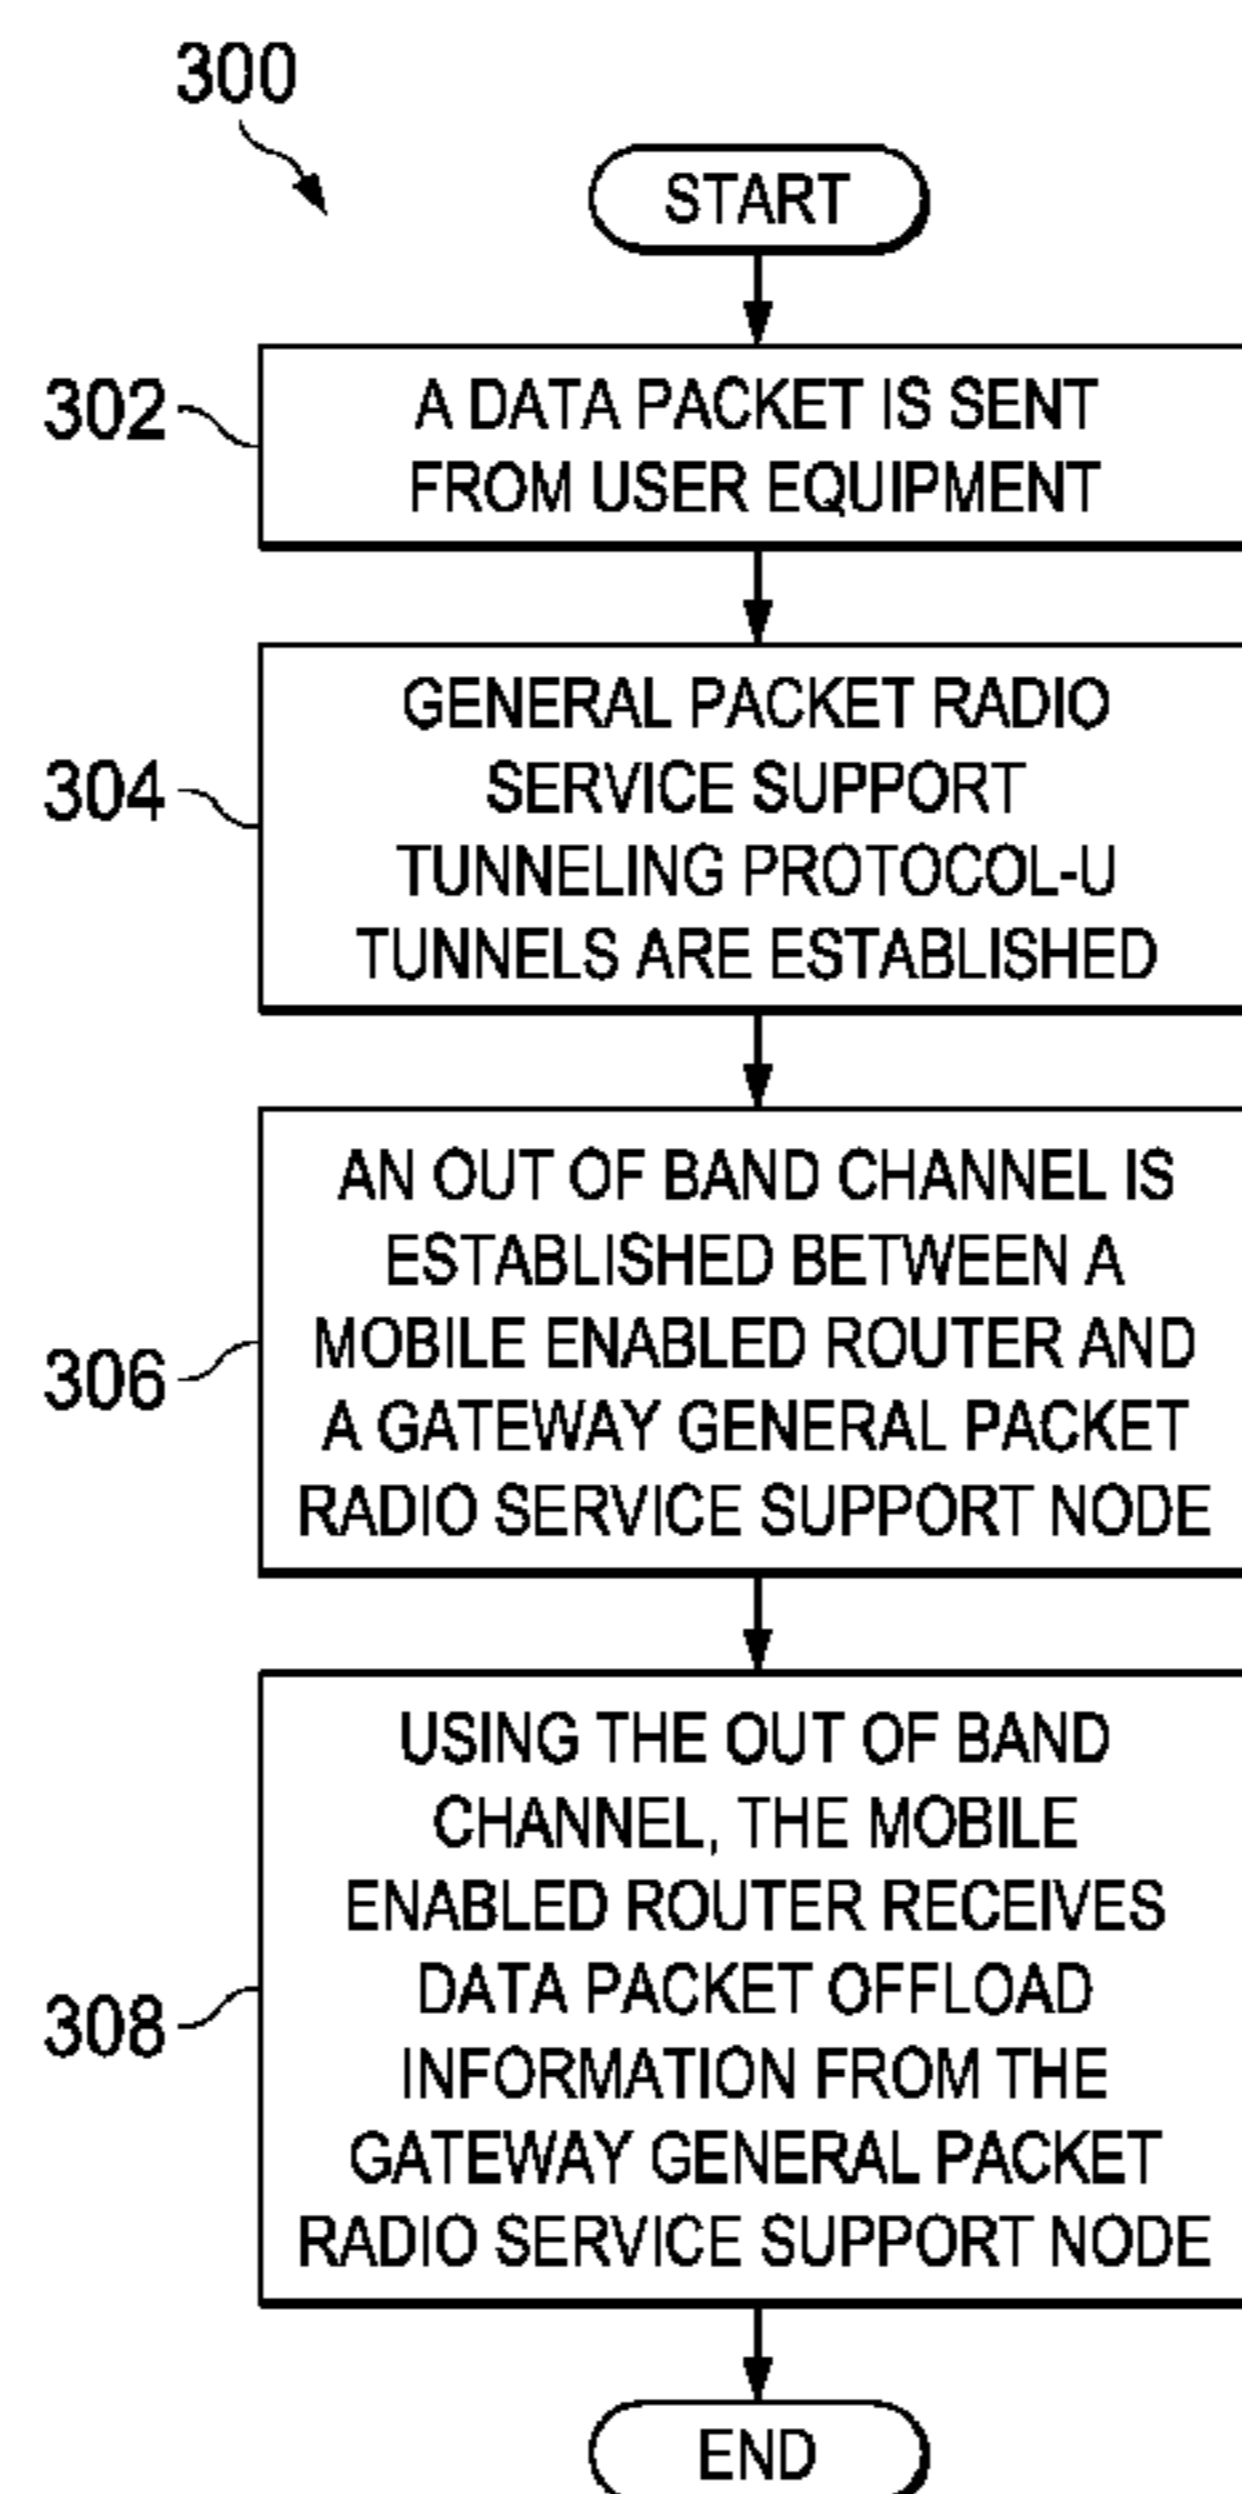 300
START
302
A DATA PACKET IS SENT
FROM USER EQUIPMENT
304
GENERAL PACKET RADIO
SERVICE SUPPORT
TUNNELING PROTOCOL-U
TUNNELS ARE ESTABLISHED
306
AN OUT OF BAND CHANNEL IS
ESTABLISHED BETWEEN A
MOBILE ENABLED ROUTER AND
A GATEWAY GENERAL PACKET
RADIO SERVICE SUPPORT NODE
308
USING THE OUT OF BAND
CHANNEL, THE MOBILE
ENABLED ROUTER RECEIVES
DATA PACKET OFFLOAD
INFORMATION FROM THE
GATEWAY GENERAL PACKET
RADIO SERVICE SUPPORT NODE
END